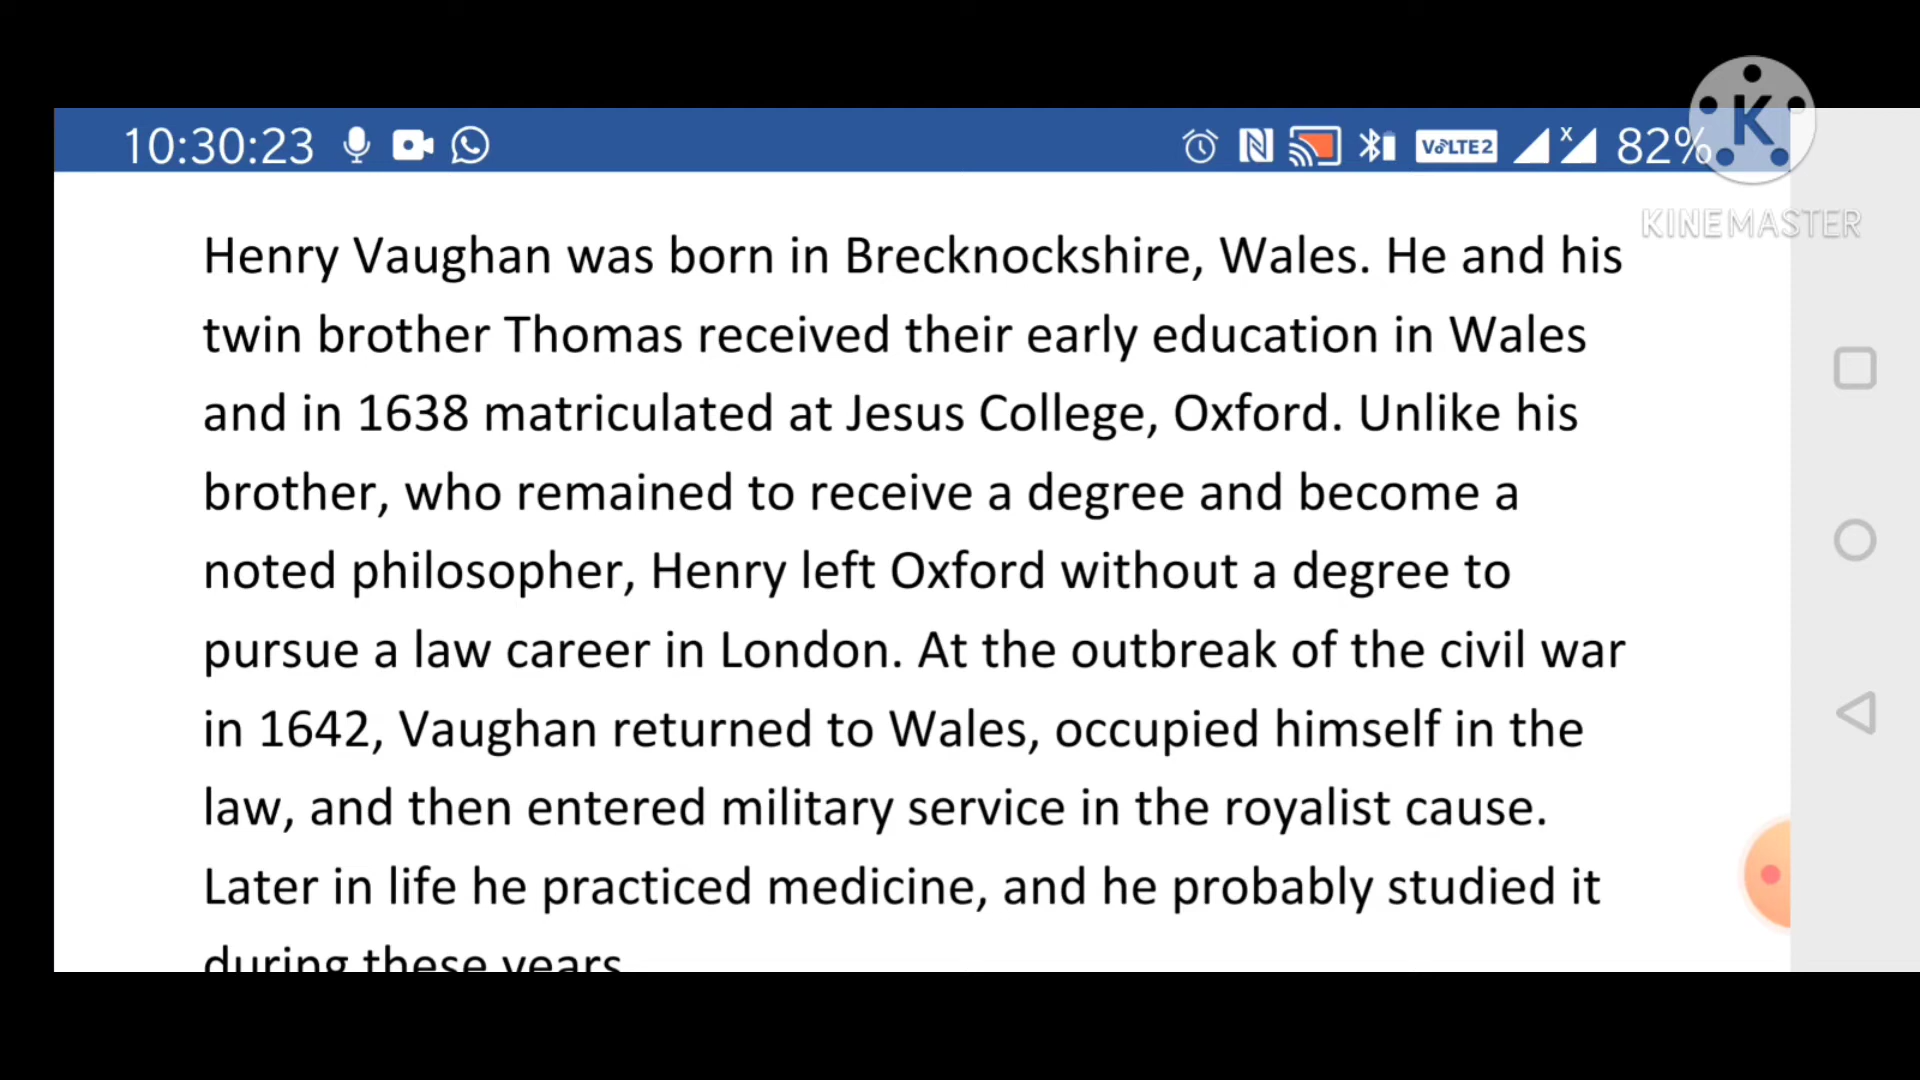 10:30:23 VoLTE2 x 82%
K
KINEMASTER
Henry Vaughan was born in Brecknockshire, Wales. He and his
twin brother Thomas received their early education in Wales
and in 1638 matriculated at Jesus College, Oxford. Unlike his
brother, who remained to receive a degree and become a
noted philosopher, Henry left Oxford without a degree to
pursue a law career in London. At the outbreak of the civil war
in 1642, Vaughan returned to Wales, occupied himself in the
law, and then entered military service in the royalist cause.
Later in life he practiced medicine, and he probably studied it
during these years